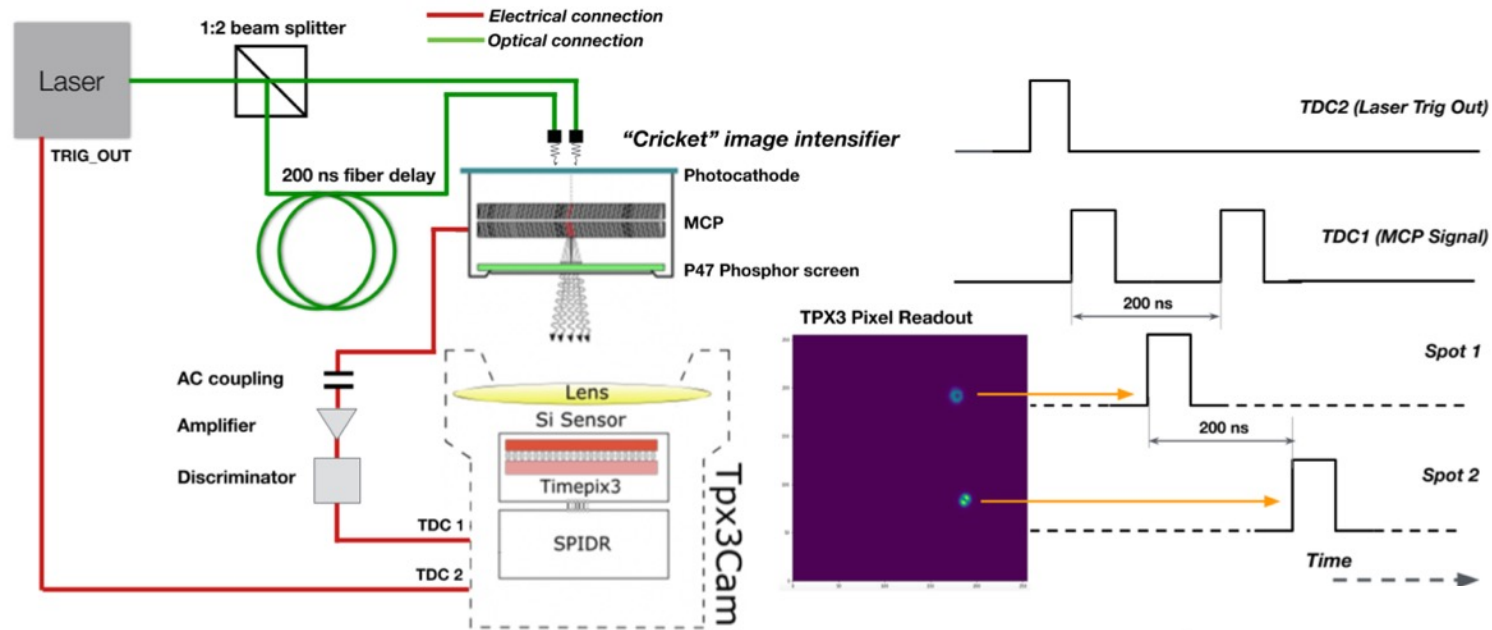 Electrical connection
Optical connection
1:2 beam splitter
Laser
TRIG_OUT
200 ns fiber delay
“Cricket” image intensifier
Photocathode
MCP
P47 Phosphor screen
AC coupling
Amplifier
Discriminator
TDC 1
TDC 2
Lens
Si Sensor
Timepix3
SPIDR
Tpx3Cam
TDC2 (Laser Trig Out)
TDC1 (MCP Signal)
200 ns
TPX3 Pixel Readout
Spot 1
200 ns
Spot 2
Time